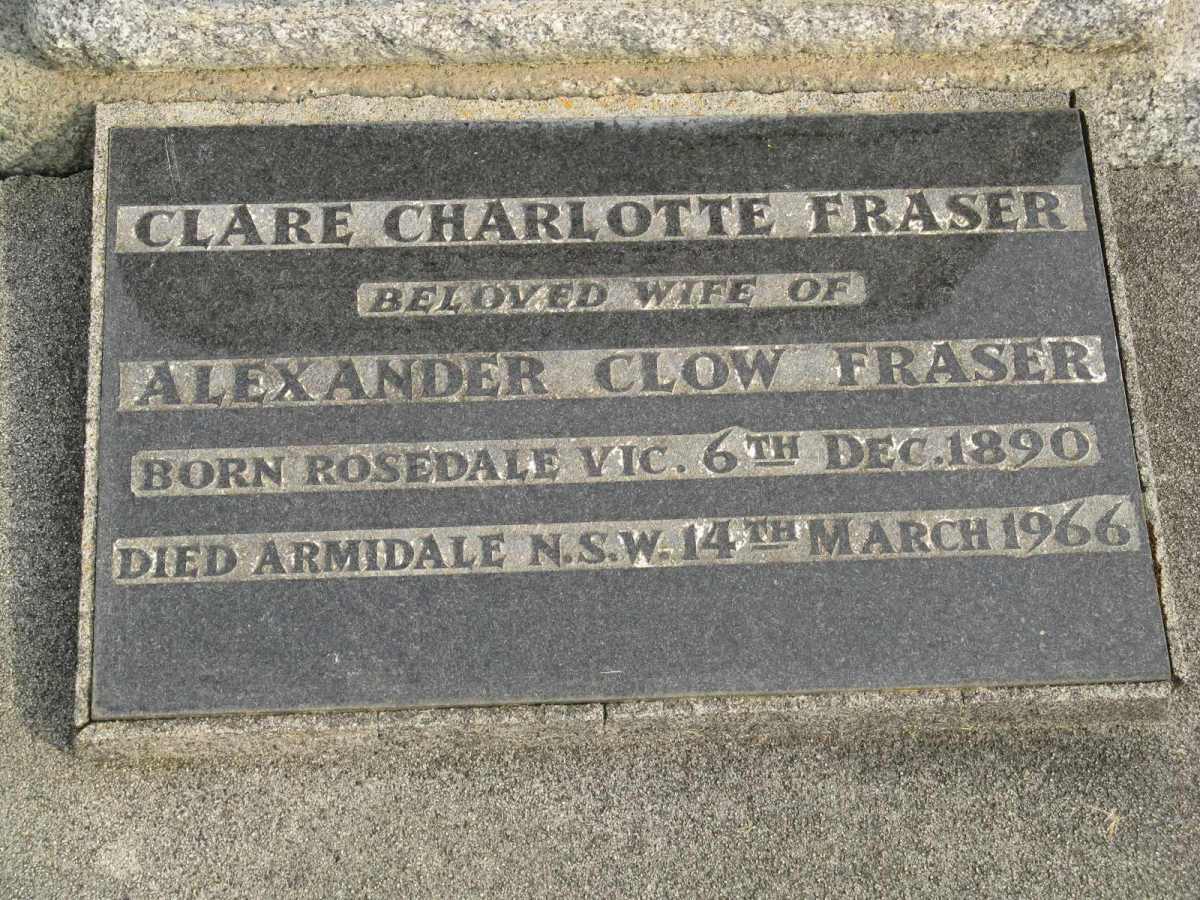 CLARE CHARLOTTE FRASER
BELOVED WIFE OF
ALEXANDER CLOW FRASER
BORN ROSEDALE VIC. 6TH DEC. 1890
DIED ARMIDALE N.S.W. 14TH MARCH 1966